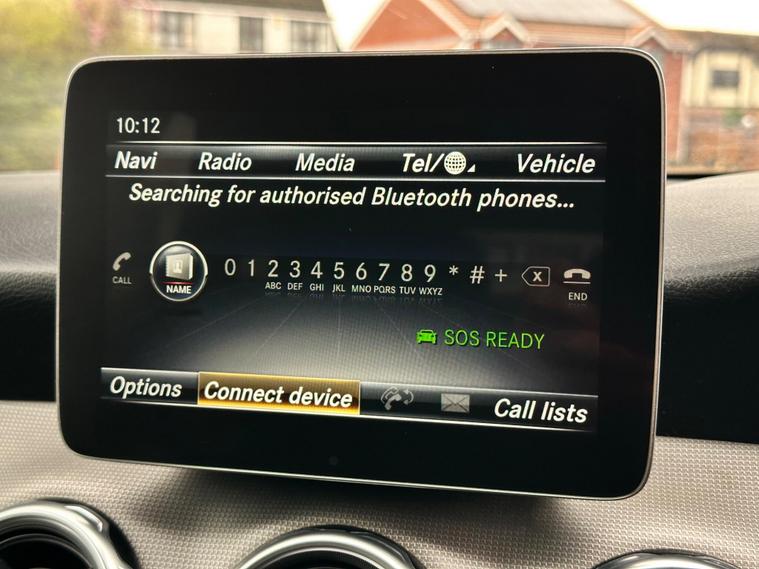 10:12
Navi Radio Media Tel/ Vehicle
Searching for authorised Bluetooth phones...
CALL NAME 0 1 2 3 4 5 6 7 8 9 * # + X END
ABC DEF GHI JKL MNO PQRS TUV WXYZ
SOS READY
Options Connect device Call lists